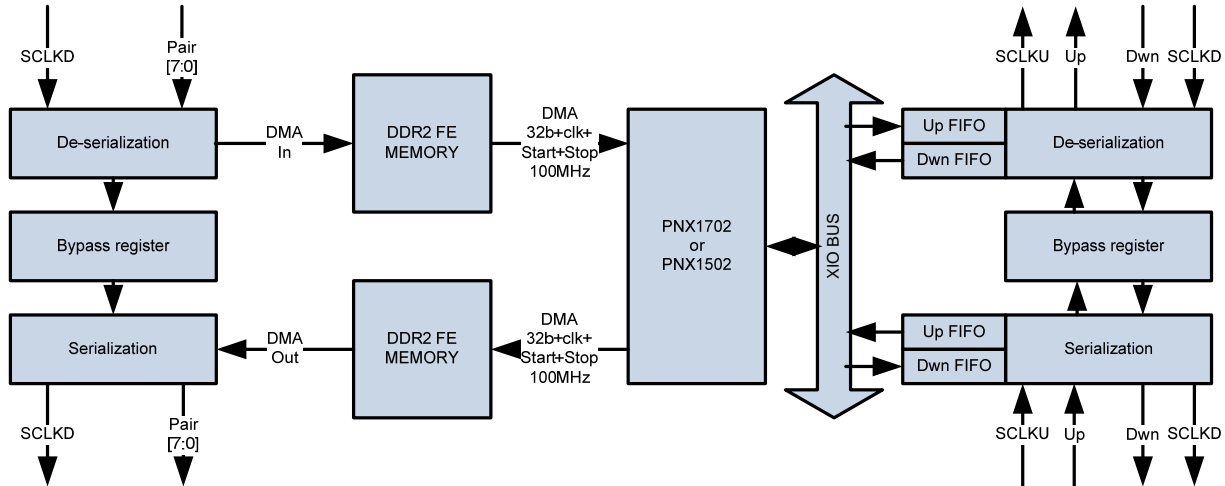 SCLKD
Pair
[7:0]
De-serialization
DMA
In
DDR2 FE
MEMORY
DMA
32b+clk+
Start+Stop
100MHz
Bypass register
Serialization
DMA
Out
DDR2 FE
MEMORY
DMA
32b+clk+
Start+Stop
100MHz
SCLKD
Pair
[7:0]
PNX1702
or
PNX1502
XIO BUS
SCLKU
Up
Dwn
SCLKD
Up FIFO
Dwn FIFO
De-serialization
Bypass register
Up FIFO
Dwn FIFO
Serialization
SCLKU
Up
Dwn
SCLKD